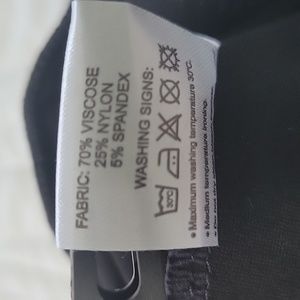 FABRIC: 70% VISCOSE
25% NYLON
5% SPANDEX
WASHING SIGNS:
30°C
• Maximum washing temperature 30°C.
• Medium temperature ironing.